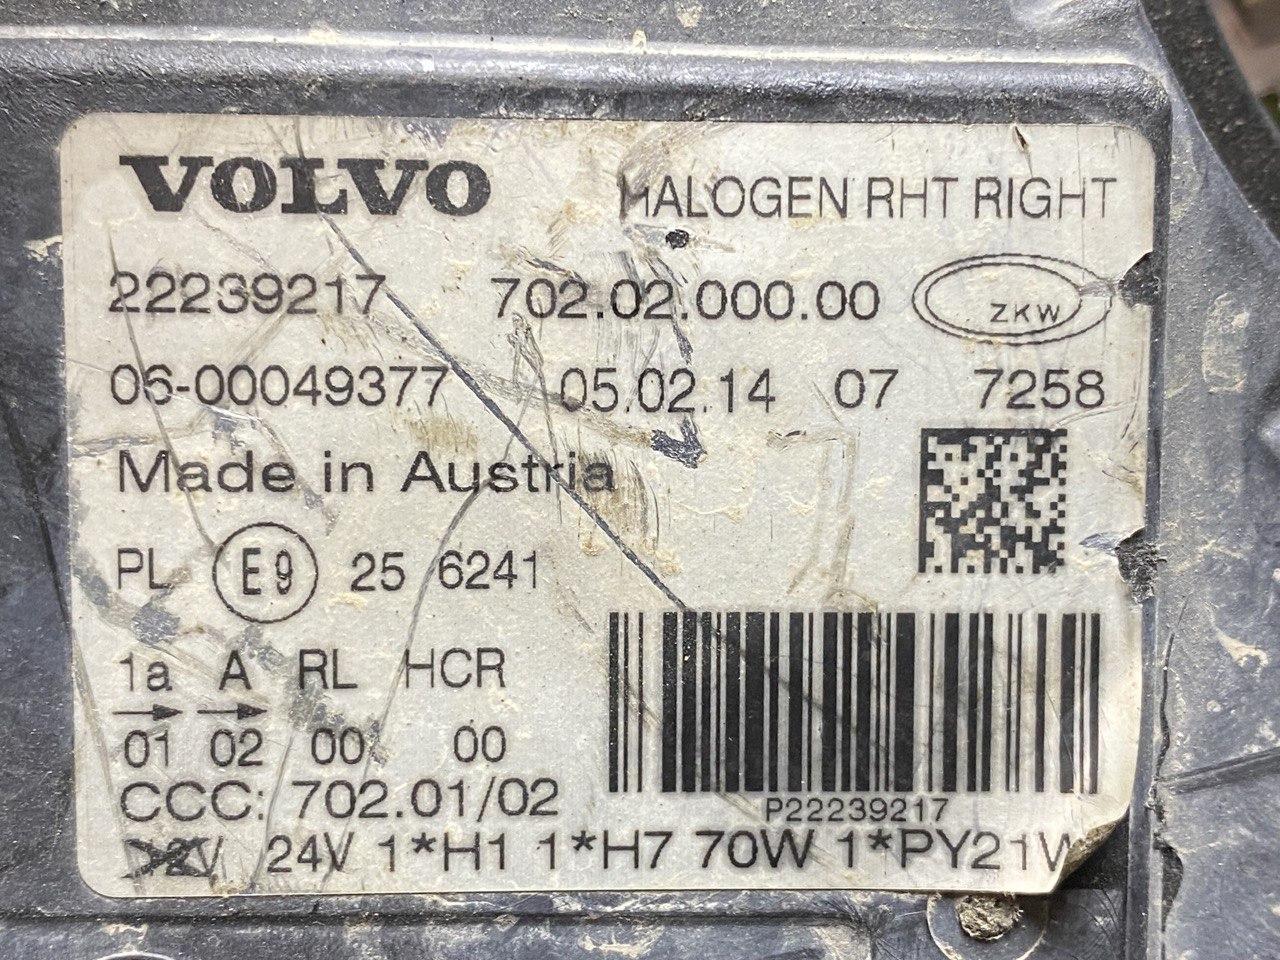 VOLVO HALOGEN RHT RIGHT
22239217 702.02.000.00 ZKW
06-00049377 05.02.14 07 7258
Made in Austria
PL E9 25 6241
1a A RL HCR
01 02 00 00
CCC: 702.01/02
P22239217
24V 1*H1 1*H7 70W 1*PY21W